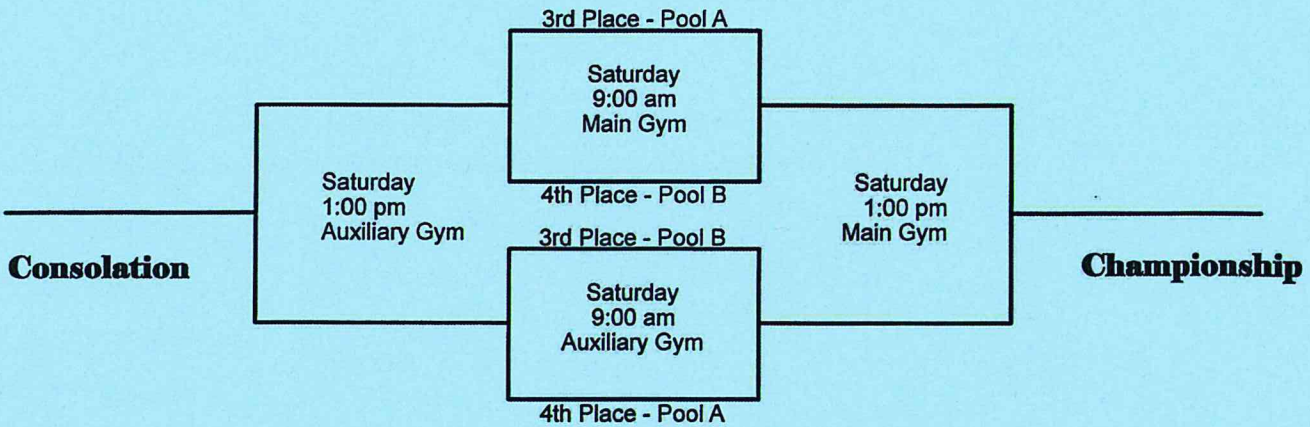 3rd Place - Pool A
Saturday
9:00 am
Main Gym
4th Place - Pool B
Saturday
1:00 pm
Auxiliary Gym
Saturday
1:00 pm
Main Gym
3rd Place - Pool B
Consolation
Championship
Saturday
9:00 am
Auxiliary Gym
4th Place - Pool A